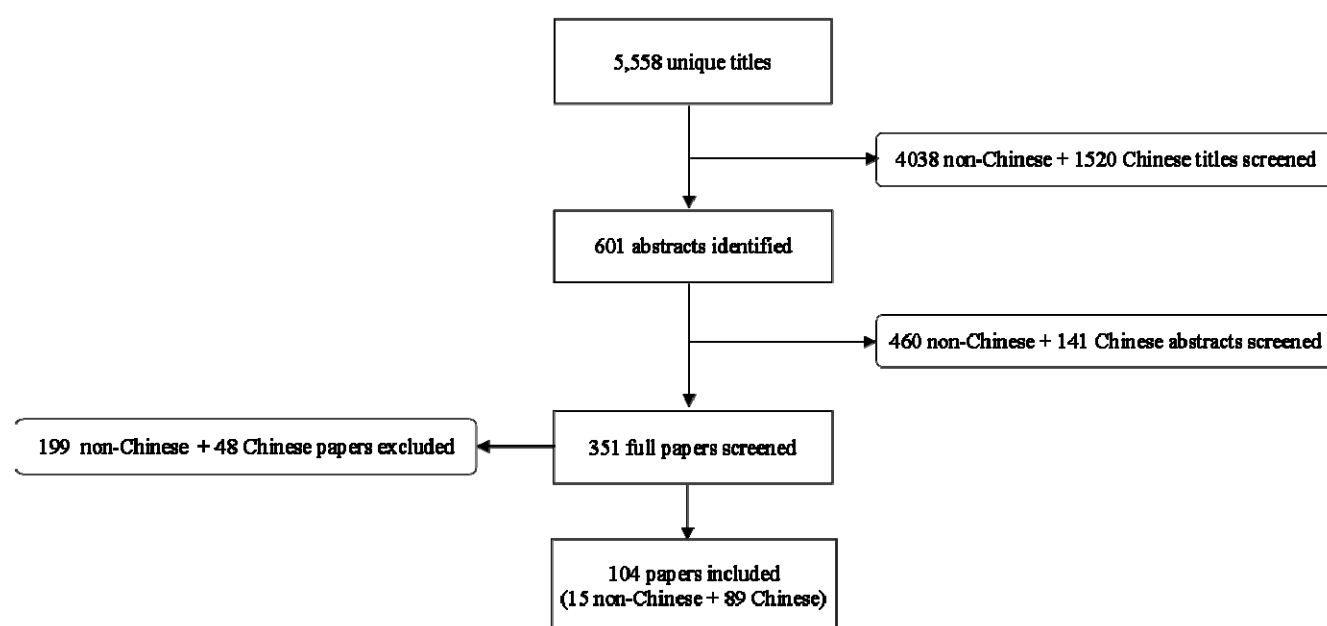 5,558 unique titles
4038 non-Chinese + 1520 Chinese titles screened
601 abstracts identified
460 non-Chinese + 141 Chinese abstracts screened
199 non-Chinese + 48 Chinese papers excluded
351 full papers screened
104 papers included
(15 non-Chinese + 89 Chinese)